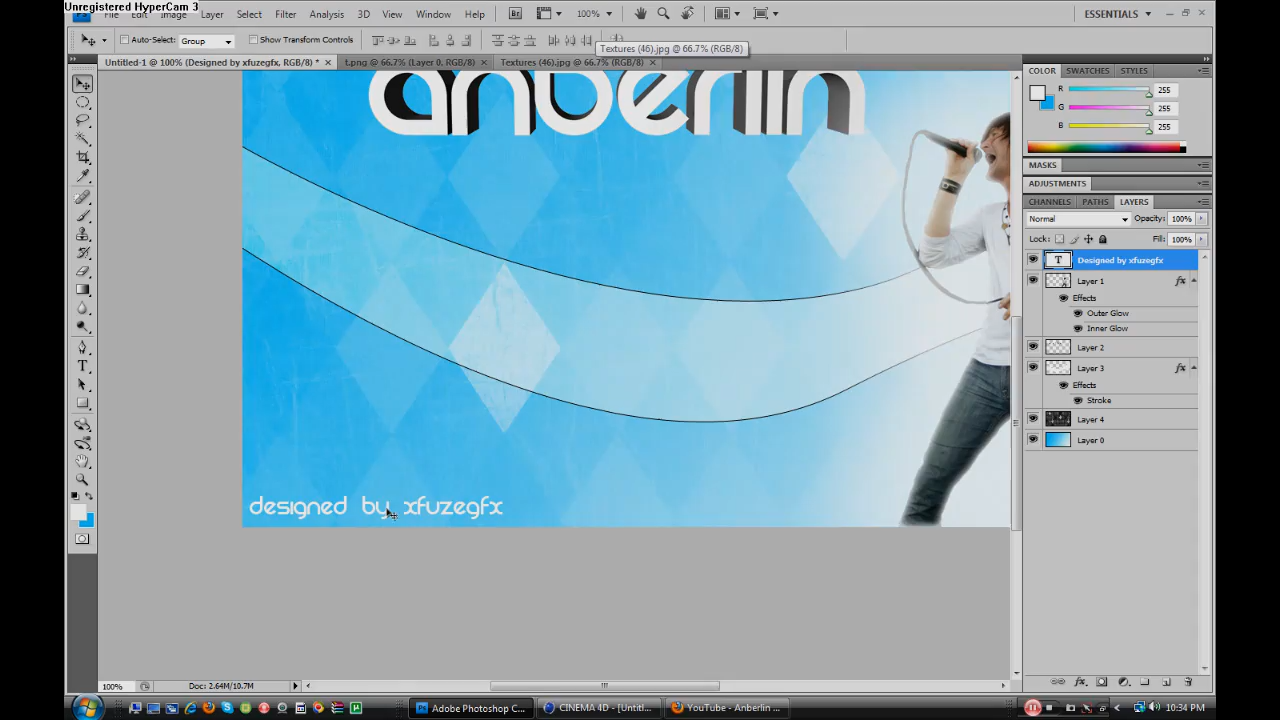 Unregistered HyperCam 3
File Edit Image Layer Select Filter Analysis 3D View Window Help
Br
100%
ESSENTIALS
Auto-Select: Group
Show Transform Controls
Textures (46).jpg @ 66.7% (RGB/8)
Untitled-1 @ 100% (Designed by xfuzegfx, RGB/8) *
t.png @ 66.7% (Layer 0, RGB/8)
Textures (46).jpg @ 66.7% (RGB/8)
anberlin
designed by xfuzegfx
COLOR SWATCHES STYLES
R 255
G 255
B 255
MASKS
ADJUSTMENTS
CHANNELS PATHS LAYERS
Normal Opacity: 100%
Lock: Fill: 100%
T Designed by xfuzegfx
Layer 1 fx
Effects
Outer Glow
Inner Glow
Layer 2
Layer 3 fx
Effects
Stroke
Layer 4
Layer 0
100% Doc: 2.64M/10.7M
Ps Adobe Photoshop C...
CINEMA 4D - [Untitl...
YouTube - Anberlin ...
10:34 PM